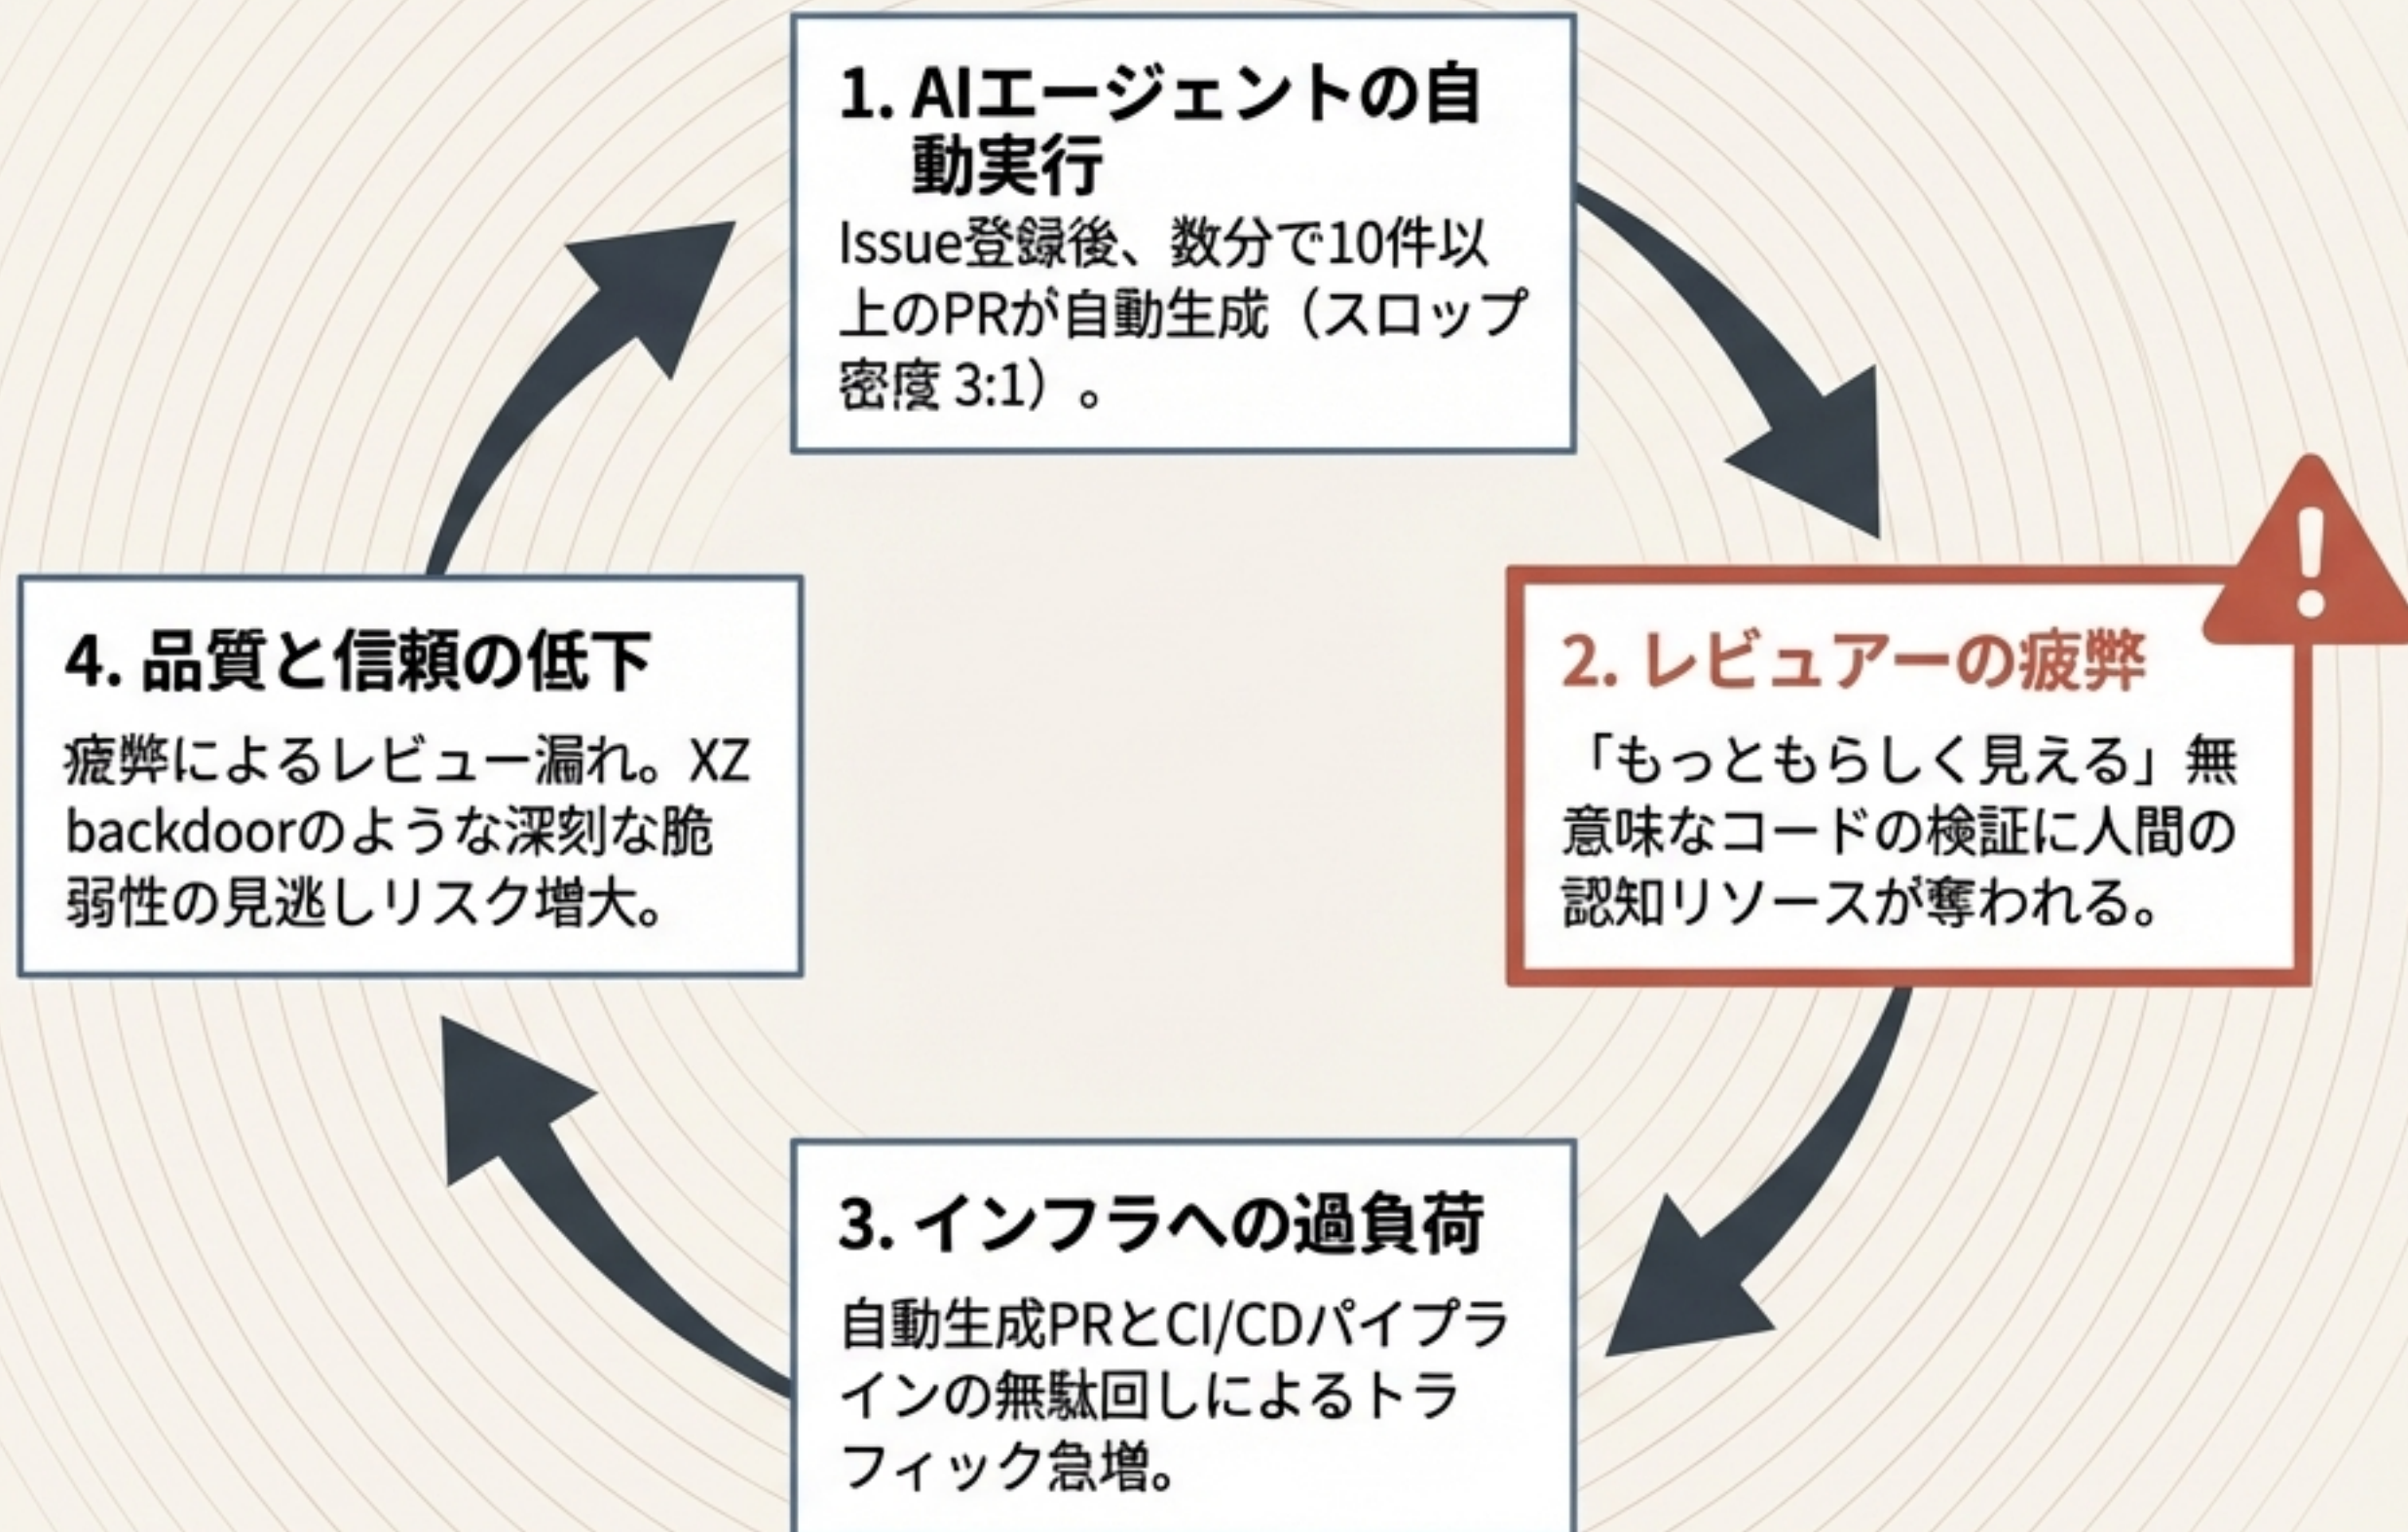 1. AIエージェントの自
動実行
Issue登録後、数分で10件以
上のPRが自動生成（スロップ
密度 3:1）。
2. レビュアーの疲弊
「もっともらしく見える」無
意味なコードの検証に人間の
認知リソースが奪われる。
3. インフラへの過負荷
自動生成PRとCI/CDパイプラ
インの無駄回しによるトラ
フィック急増。
4. 品質と信頼の低下
疲弊によるレビュー漏れ。XZ
backdoorのような深刻な脆
弱性の見逃しリスク増大。